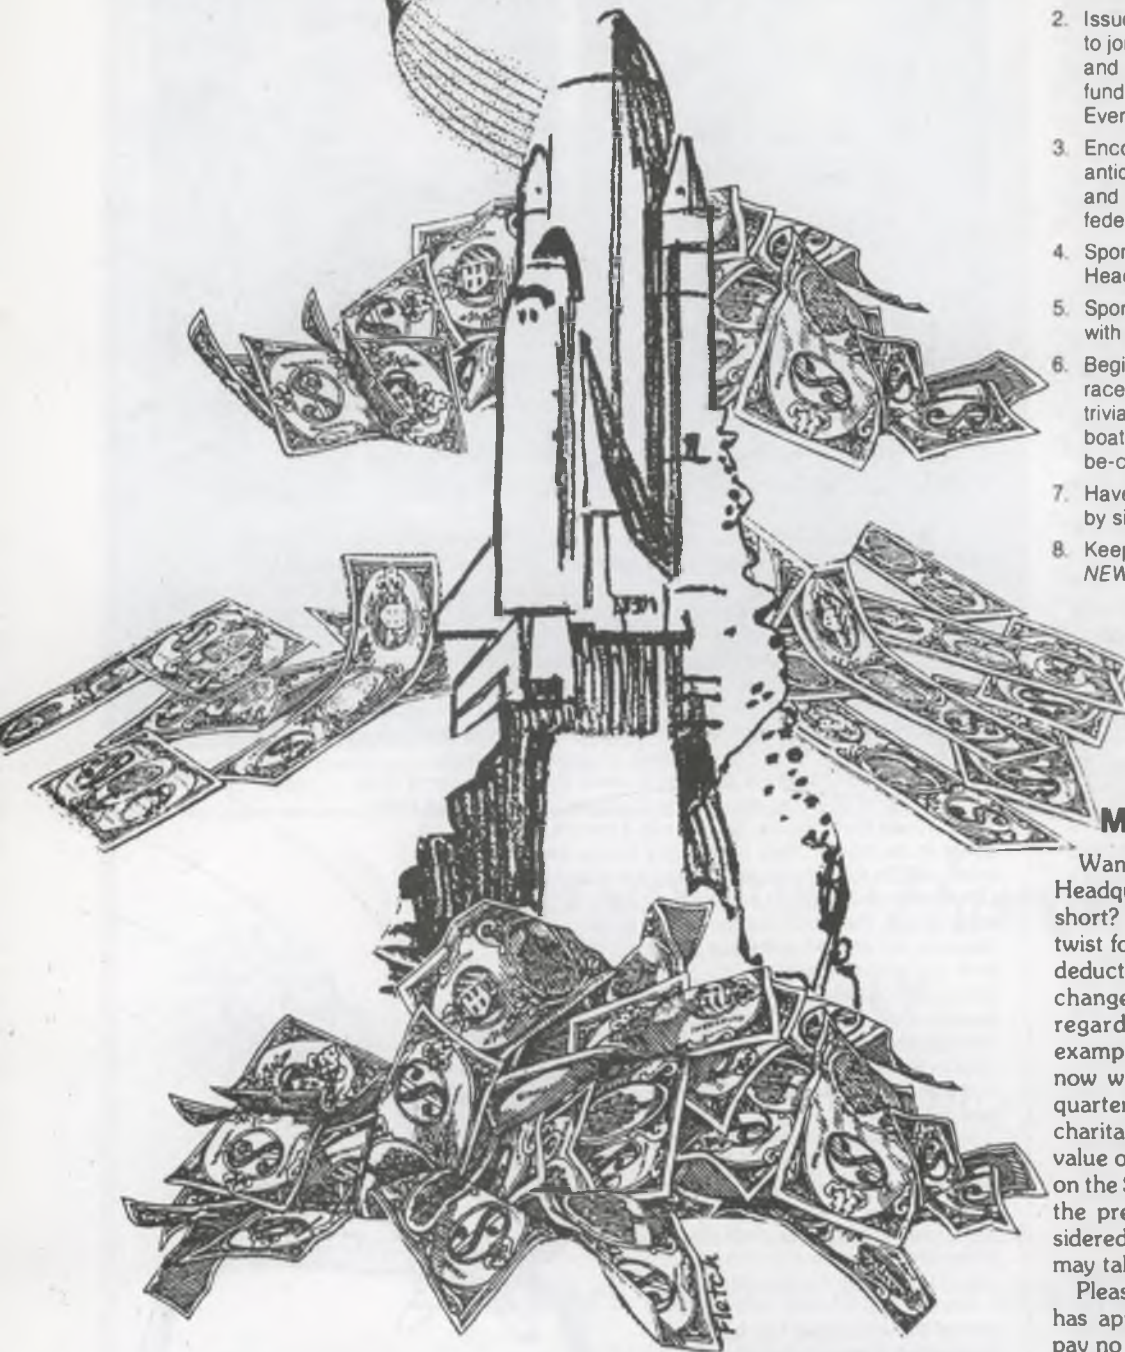 2. Issue
to jo
and
fund
Ever
3. Enco
antic
and
fede
4. Spor
Head
5. Spor
with
6. Begi
race
trivia
boat
be-c
7. Have
by si
8. Keep
NEW
M
Wan
Headqu
short?
twist fo
deduct
change
regard
examp
now w
quarter
charita
value o
on the S
the pre
sidered
may tal
Pleas
has ap
pay no
Fletch